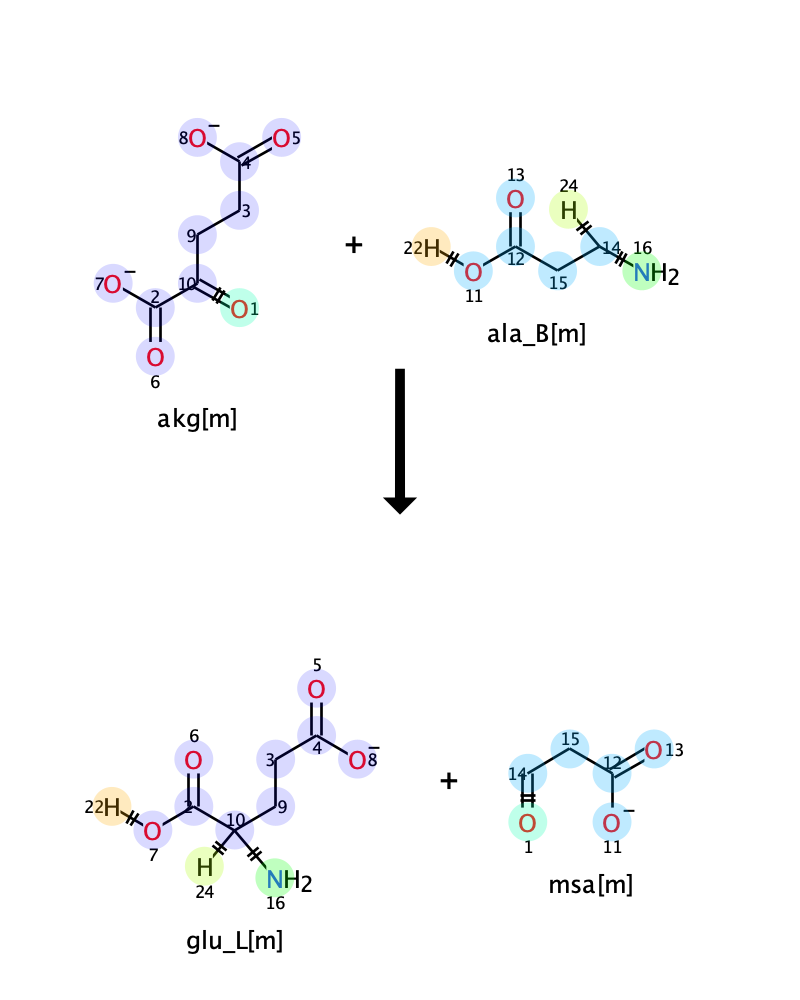 8O− O5
4
3
9
7O− 2 10 O1
O
6
akg[m]
+
13
O
24
H
22H O 12 14 16
NH2
11 15
ala_B[m]
5
O
6
O
3 4 O8−
22H O 2 10 9
7
H
24
NH2
16
glu_L[m]
+
15
14 12 O13
O O−
1 11
msa[m]